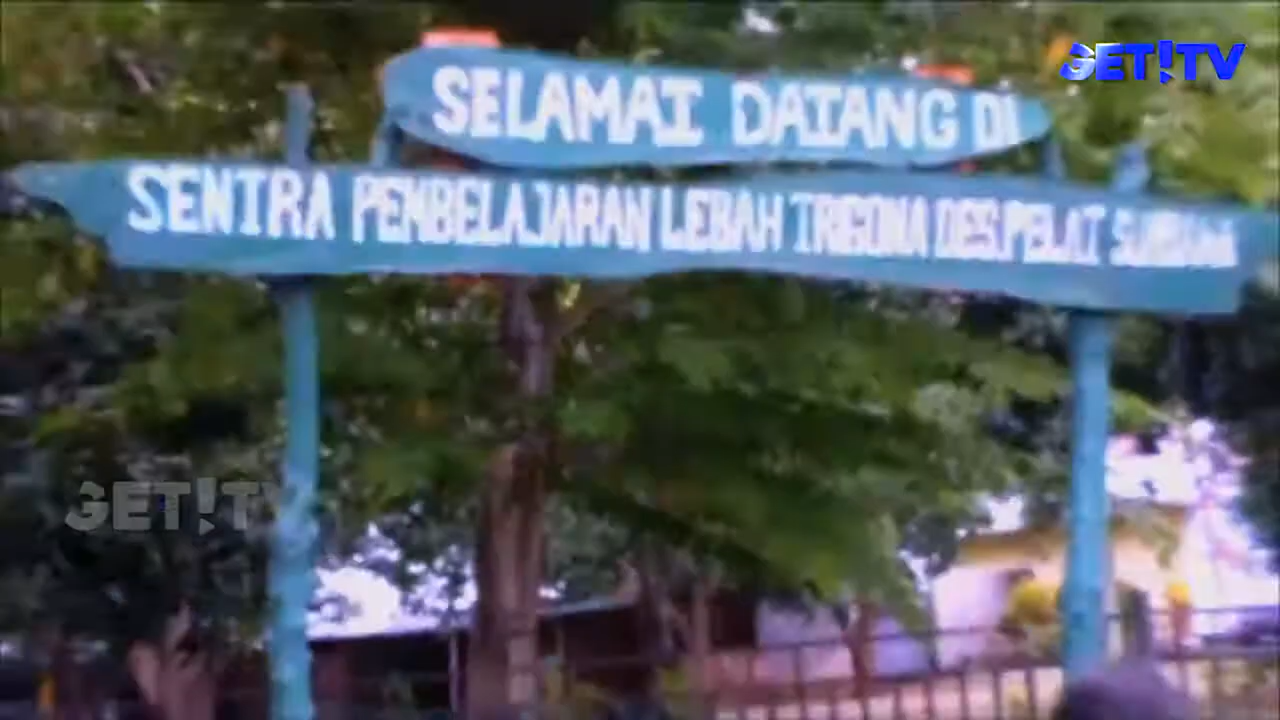 GET!TV
SELAMAT DATANG DI
SENTRA PEMBELAJARAN LEBAH TRIGONA DES.PELAT
GET!TV